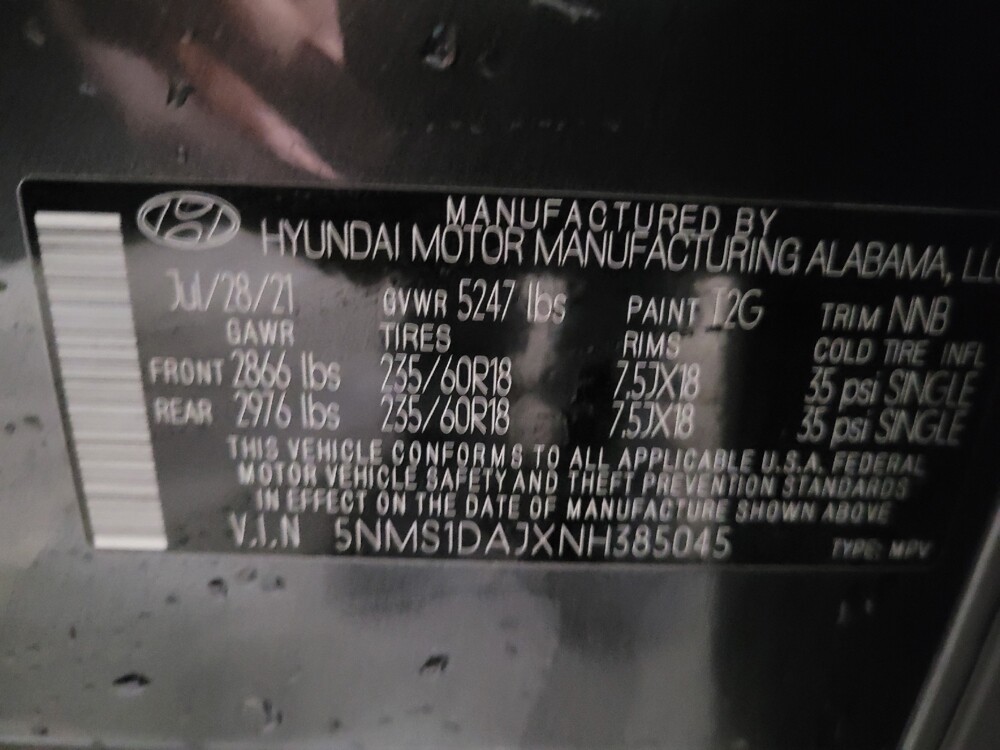 MANUFACTURED BY
HYUNDAI MOTOR MANUFACTURING ALABAMA, LLC
Jul/28/21 GVWR 5247 lbs PAINT T2G TRIM NNB
GAWR TIRES RIMS COLD TIRE INFL
FRONT 2866 lbs 235/60R18 7.5JX18 35 psi SINGLE
REAR 2976 lbs 235/60R18 7.5JX18 35 psi SINGLE
THIS VEHICLE CONFORMS TO ALL APPLICABLE U.S.A. FEDERAL
MOTOR VEHICLE SAFETY AND THEFT PREVENTION STANDARDS
IN EFFECT ON THE DATE OF MANUFACTURE SHOWN ABOVE
V.I.N 5NMS1DAJXNH385045 TYPE: MPV